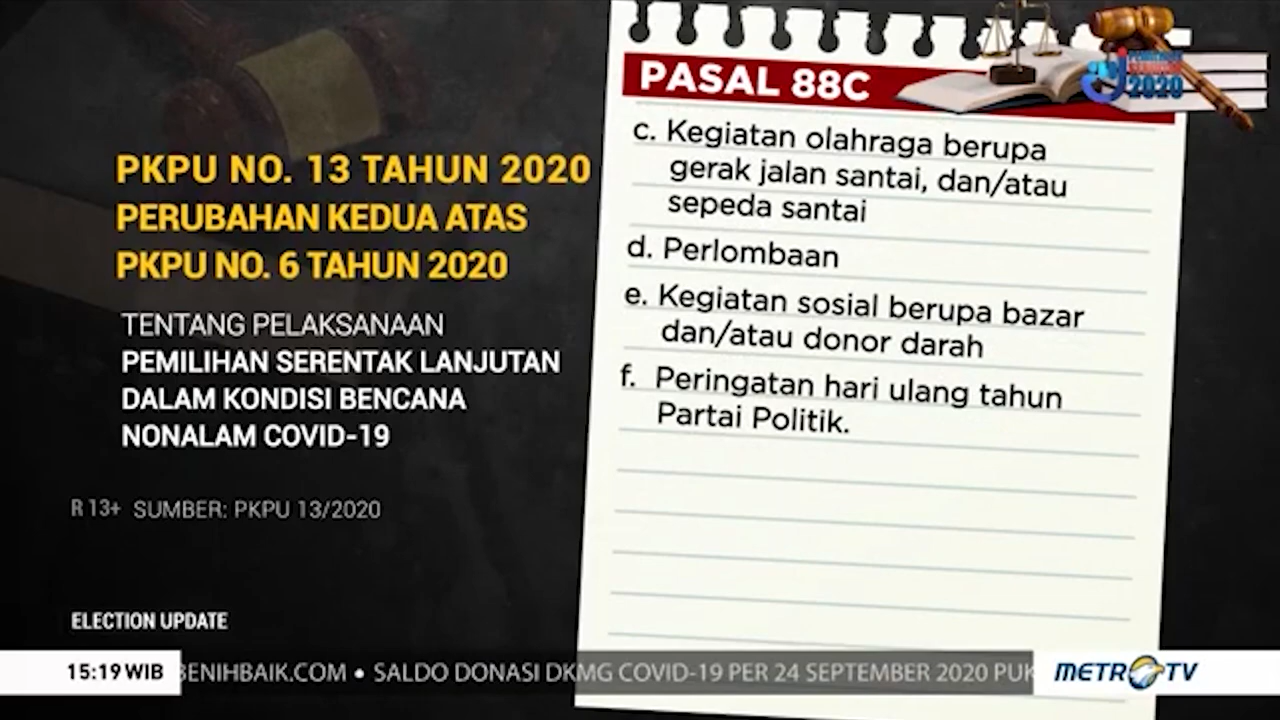 PKPU NO. 13 TAHUN 2020
PERUBAHAN KEDUA ATAS
PKPU NO. 6 TAHUN 2020
TENTANG PELAKSANAAN
PEMILIHAN SERENTAK LANJUTAN
DALAM KONDISI BENCANA
NONALAM COVID-19
R 13+ SUMBER: PKPU 13/2020
PASAL 88C
c. Kegiatan olahraga berupa
gerak jalan santai, dan/atau
sepeda santai
d. Perlombaan
e. Kegiatan sosial berupa bazar
dan/atau donor darah
f. Peringatan hari ulang tahun
Partai Politik.
2020
ELECTION UPDATE
15:19 WIB
BENIHBAIK.COM • SALDO DONASI DKMG COVID-19 PER 24 SEPTEMBER 2020 PUK
METRO TV